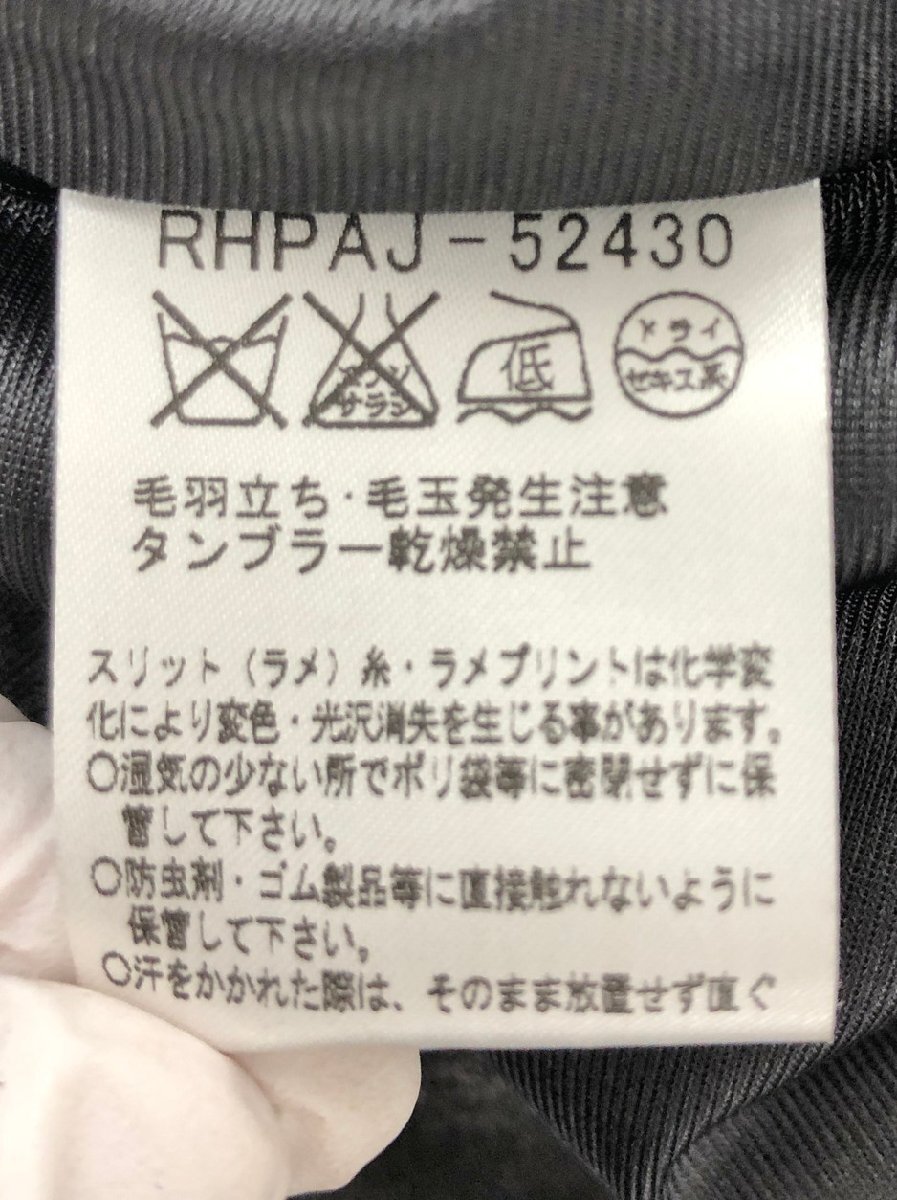 RHPAJ-52430
エンソ
サラシ
低
ドライ
セキユ系
毛羽立ち・毛玉発生注意
タンブラー乾燥禁止
スリット(ラメ)糸・ラメプリントは化学変
化により変色・光沢消失を生じる事があります。
○湿気の少ない所でポリ袋等に密閉せずに保
管して下さい。
○防虫剤・ゴム製品等に直接触れないように
保管して下さい。
○汗をかかれた際は、そのまま放置せず直ぐ